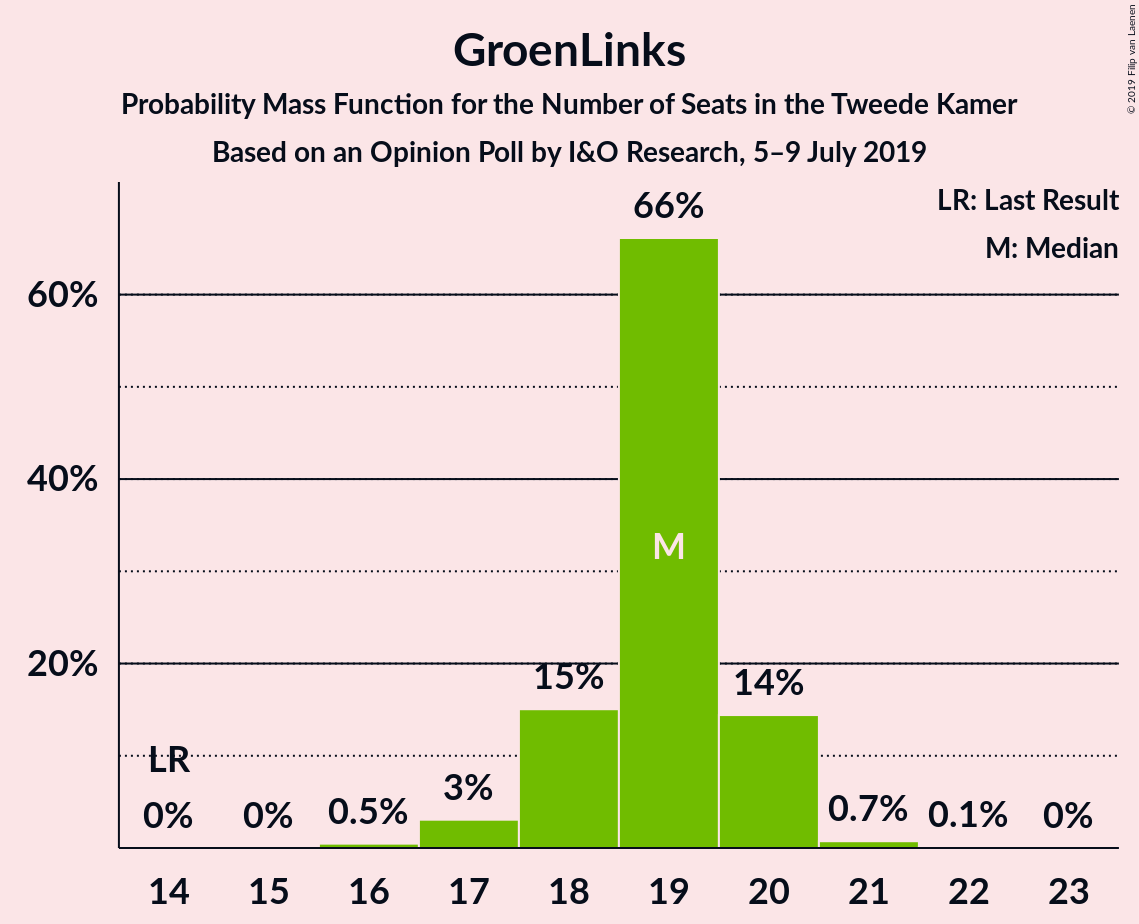 GroenLinks
Probability Mass Function for the Number of Seats in the Tweede Kamer
Based on an Opinion Poll by I&O Research, 5–9 July 2019
© 2019 Filip van Laenen
LR: Last Result
M: Median
60%
40%
20%
LR
0%
0%
0.5%
3%
15%
66%
M
14%
0.7%
0.1%
0%
14 15 16 17 18 19 20 21 22 23